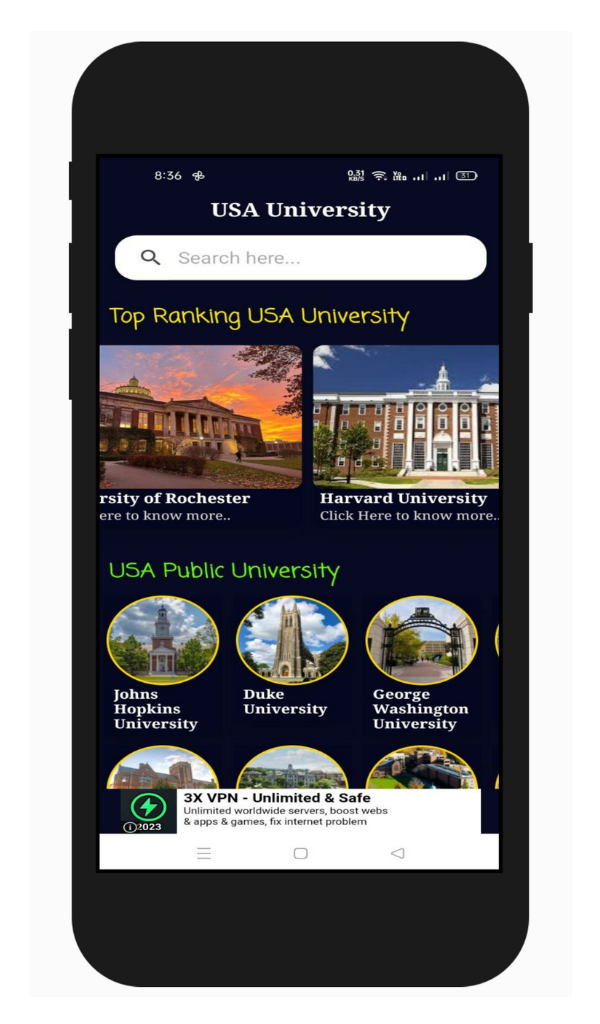 8:36
0.31 KB/S
31
USA University
Search here...
Top Ranking USA University
rsity of Rochester
ere to know more..
Harvard University
Click Here to know more..
USA Public University
Johns
Hopkins
University
Duke
University
George
Washington
University
3X VPN - Unlimited & Safe
Unlimited worldwide servers, boost webs
& apps & games, fix internet problem
2023